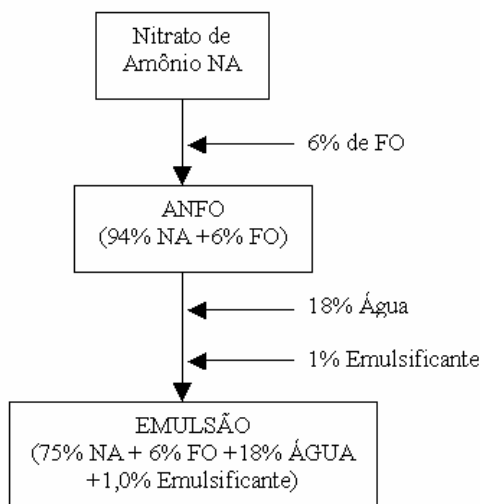 Nitrato de
Amônio NA
6% de FO
ANFO
(94% NA +6% FO)
18% Água
1% Emulsificante
EMULSÃO
(75% NA + 6% FO +18% ÁGUA
+1,0% Emulsificante)